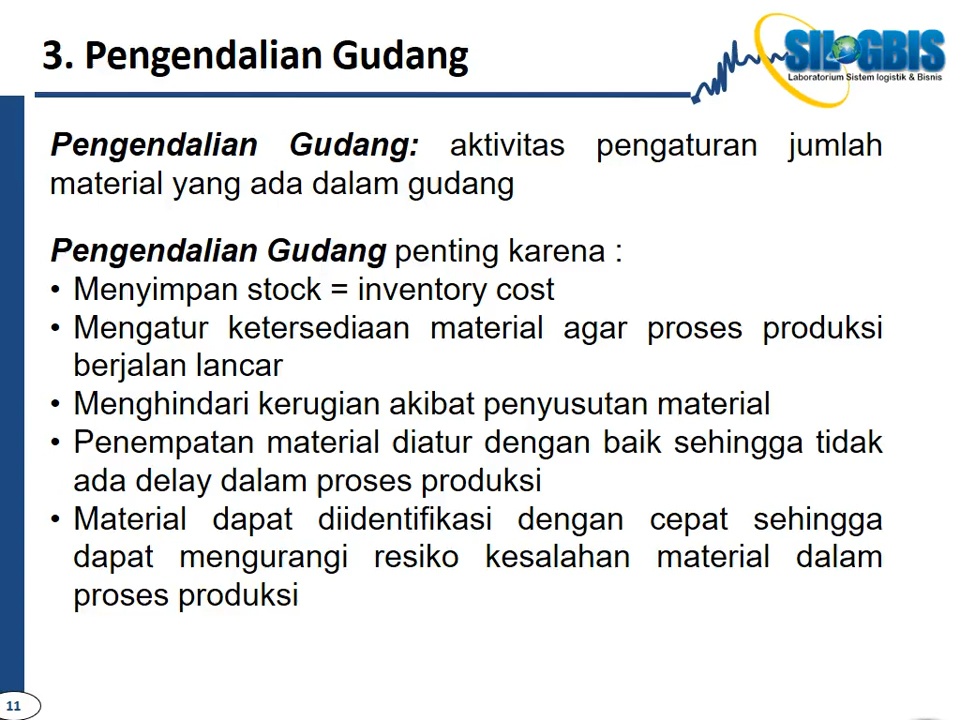 3. Pengendalian Gudang
SILOGBIS
Laboratorium Sistem logistik & Bisnis
Pengendalian Gudang: aktivitas pengaturan jumlah
material yang ada dalam gudang
Pengendalian Gudang penting karena :
• Menyimpan stock = inventory cost
• Mengatur ketersediaan material agar proses produksi
berjalan lancar
• Menghindari kerugian akibat penyusutan material
• Penempatan material diatur dengan baik sehingga tidak
ada delay dalam proses produksi
• Material dapat diidentifikasi dengan cepat sehingga
dapat mengurangi resiko kesalahan material dalam
proses produksi
11